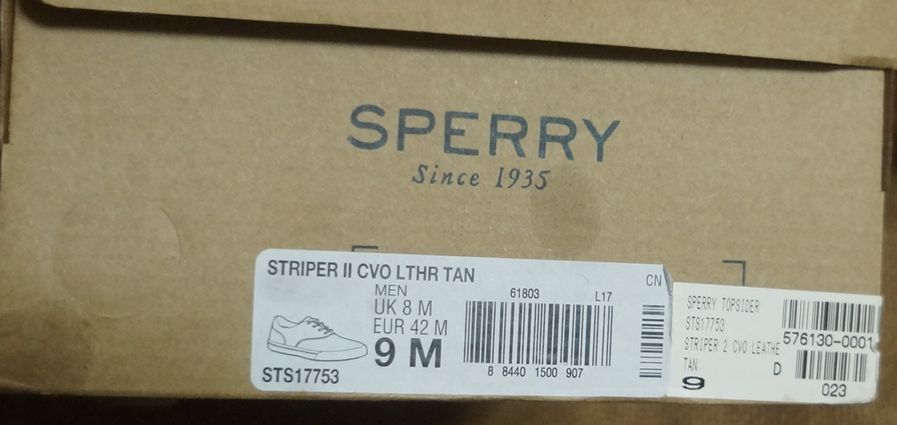 SPERRY
Since 1935
STRIPER II CVO LTHR TAN
CN
MEN
UK 8 M
EUR 42 M
9 M
STS17753
61803
L17
8 8440 1500 907
SPERRY TOPSIDER
STS17753
STRIPER 2 CVO LEATHE
TAN
D
9
576130-0001
023